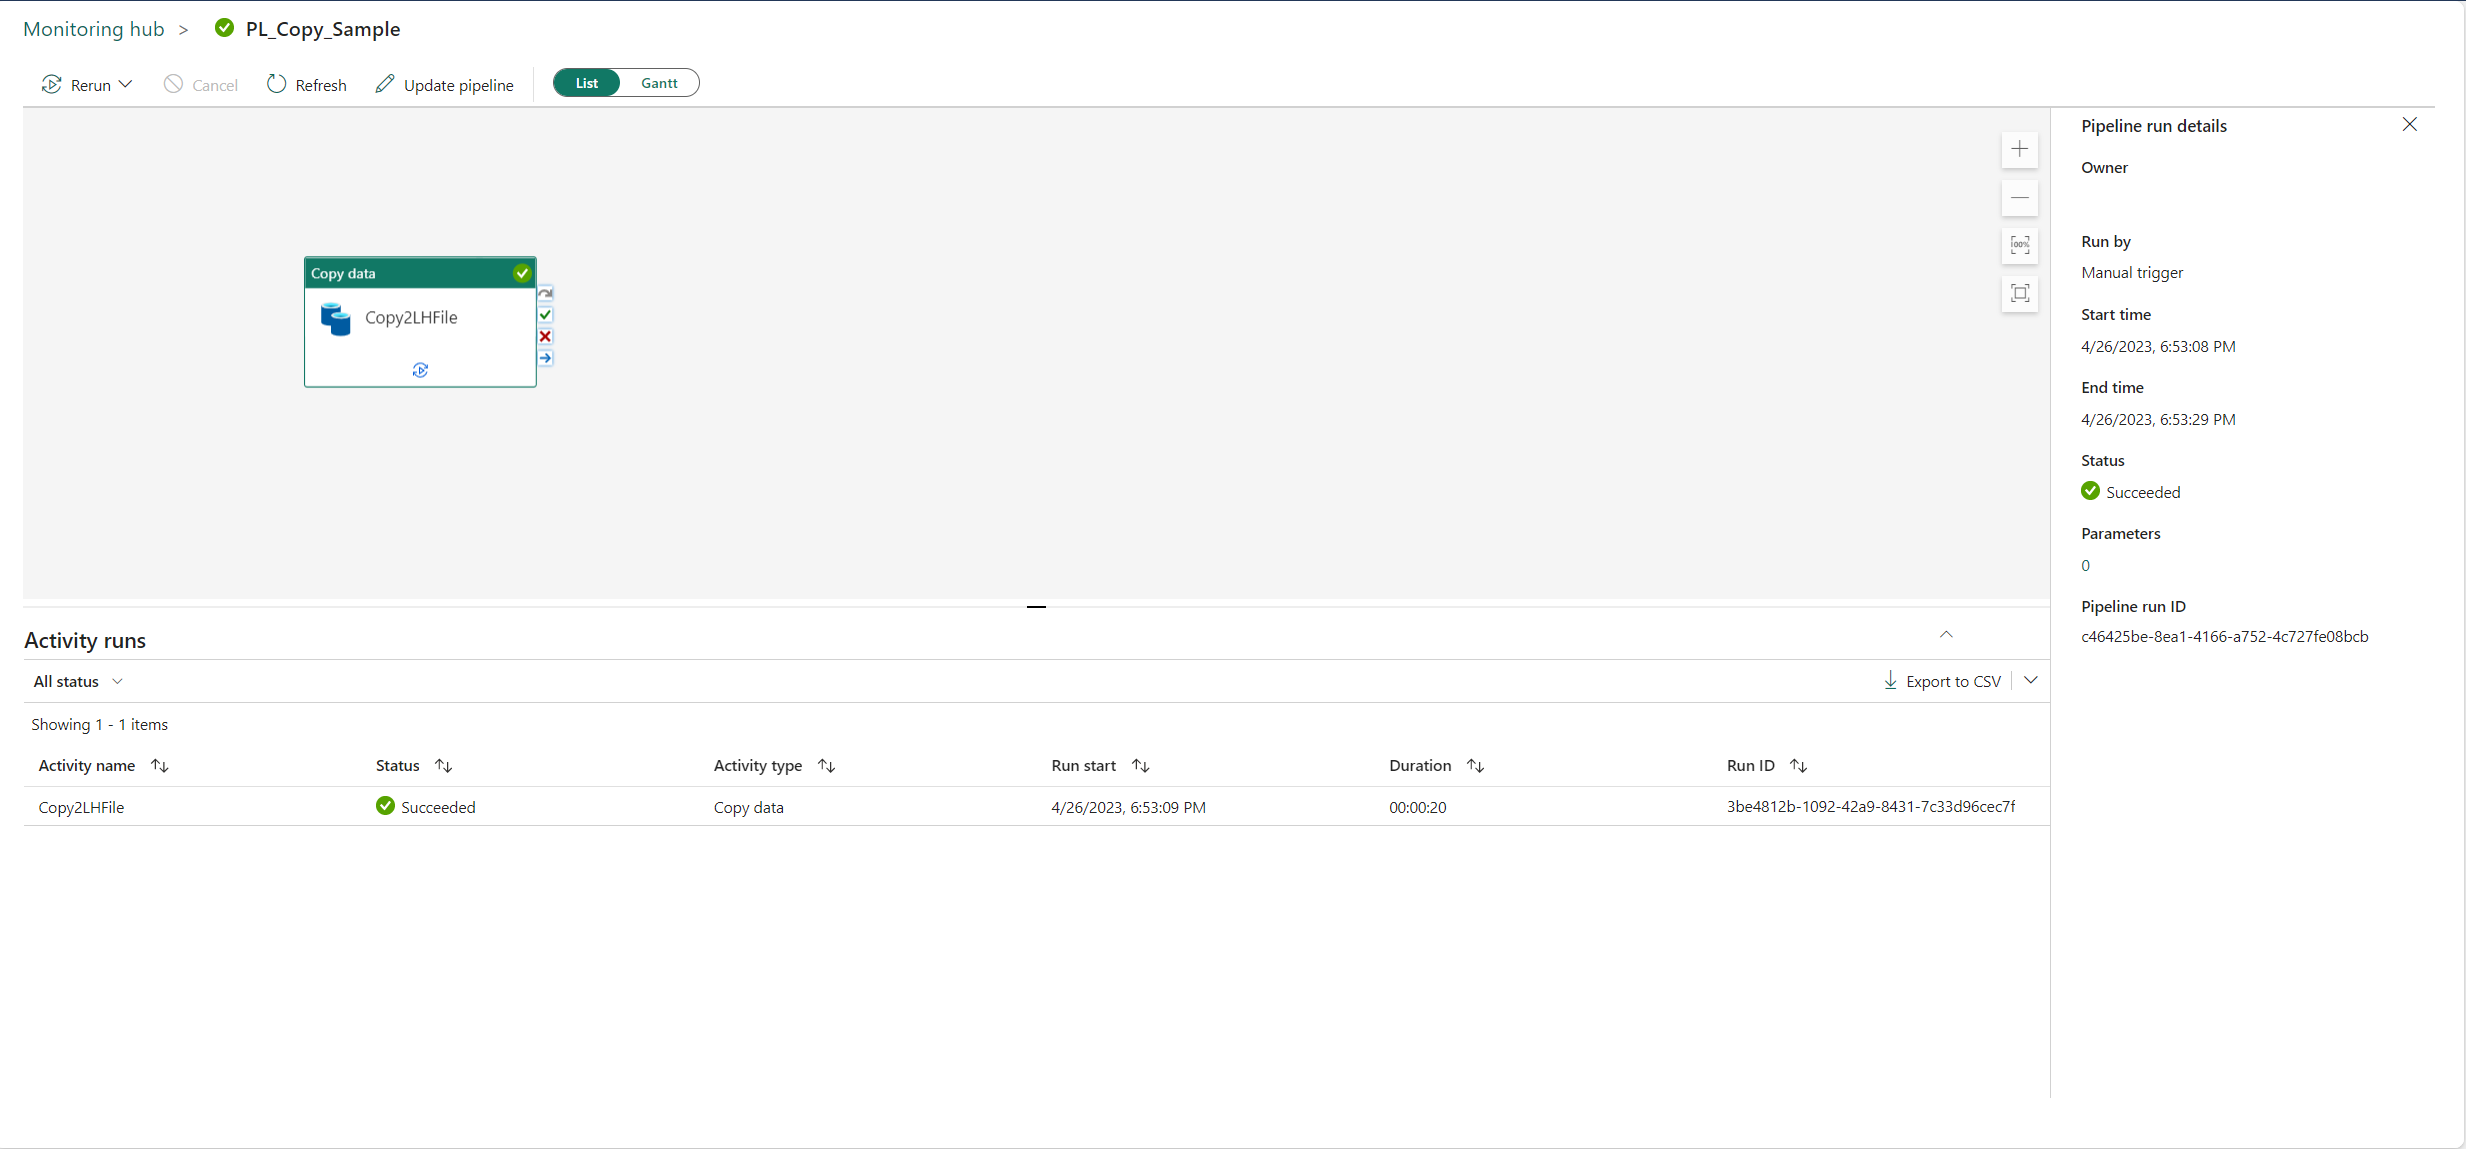 Monitoring hub > PL_Copy_Sample
Rerun Cancel Refresh Update pipeline List Gantt
Copy data
Copy2LHFile
100%
Pipeline run details
Owner
Run by
Manual trigger
Start time
4/26/2023, 6:53:08 PM
End time
4/26/2023, 6:53:29 PM
Status
Succeeded
Parameters
0
Pipeline run ID
c46425be-8ea1-4166-a752-4c727fe08bcb
Activity runs
All status Export to CSV
Showing 1 - 1 items
Activity name Status Activity type Run start Duration Run ID
Copy2LHFile Succeeded Copy data 4/26/2023, 6:53:09 PM 00:00:20 3be4812b-1092-42a9-8431-7c33d96cec7f